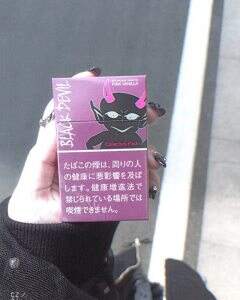 PINK VANILLA
BLACK DEVIL
たばこの煙は、周りの人
の健康に悪影響を及ぼ
します。健康増進法で
禁じられている場所では
喫煙できません。